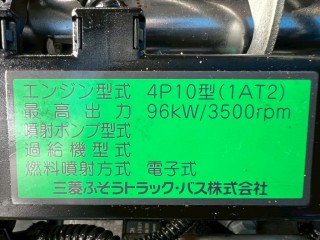 エンジン型式 4P10型(1AT2)
最高出力 96kW/3500rpm
噴射ポンプ型式
過給機型式
燃料噴射方式 電子式
三菱ふそうトラック・バス株式会社